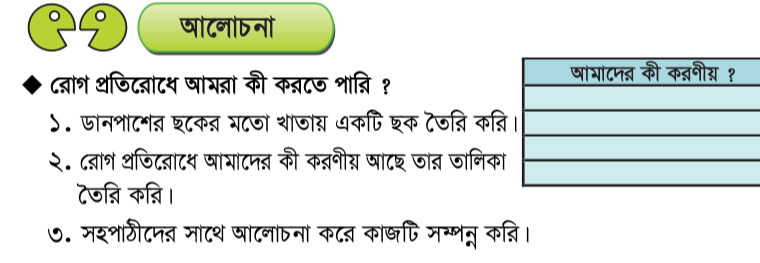 আলোচনা
◆ রোগ প্রতিরোধে আমরা কী করতে পারি ?
১. ডানপাশের ছকের মতো খাতায় একটি ছক তৈরি করি।
২. রোগ প্রতিরোধে আমাদের কী করণীয় আছে তার তালিকা
তৈরি করি।
৩. সহপাঠীদের সাথে আলোচনা করে কাজটি সম্পন্ন করি।
আমাদের কী করণীয় ?